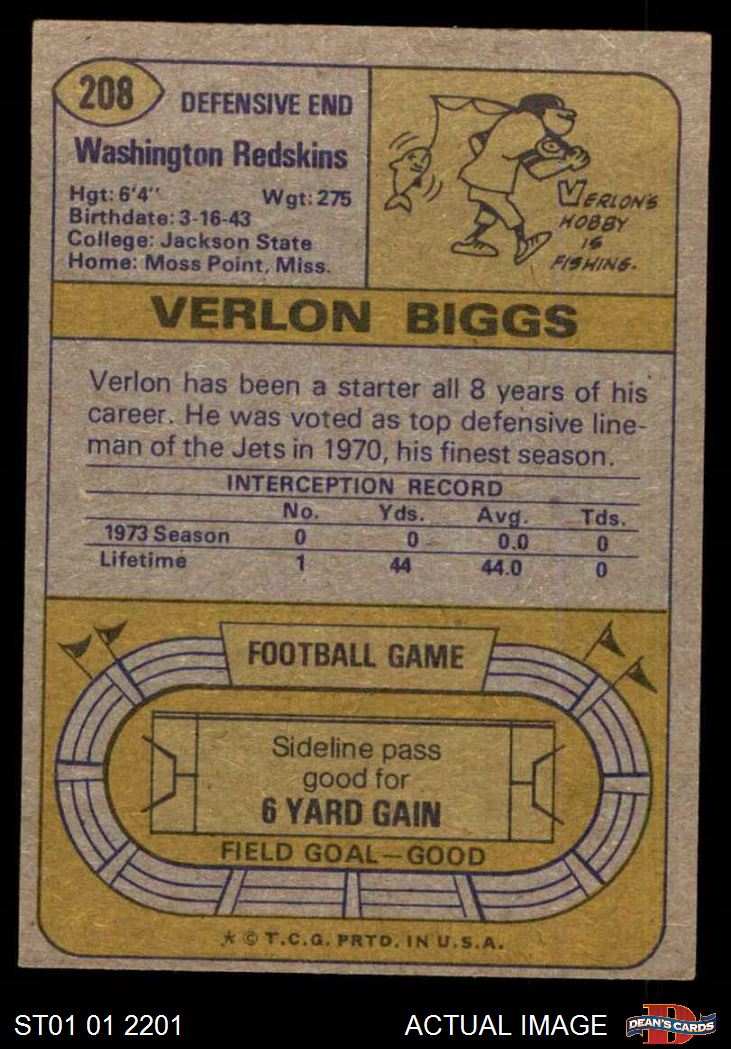 208
DEFENSIVE END
Washington Redskins
Hgt: 6'4" Wgt: 275
Birthdate: 3-16-43
College: Jackson State
Home: Moss Point, Miss.
VERLON'S
HOBBY
IS
FISHING.
VERLON BIGGS
Verlon has been a starter all 8 years of his
career. He was voted as top defensive line-
man of the Jets in 1970, his finest season.
INTERCEPTION RECORD
No. Yds. Avg. Tds.
1973 Season 0 0 0.0 0
Lifetime 1 44 44.0 0
FOOTBALL GAME
Sideline pass
good for
6 YARD GAIN
FIELD GOAL—GOOD
* © T.C.G. PRTD. IN U.S.A.
ST01 01 2201 ACTUAL IMAGE
D
DEAN'S CARDS